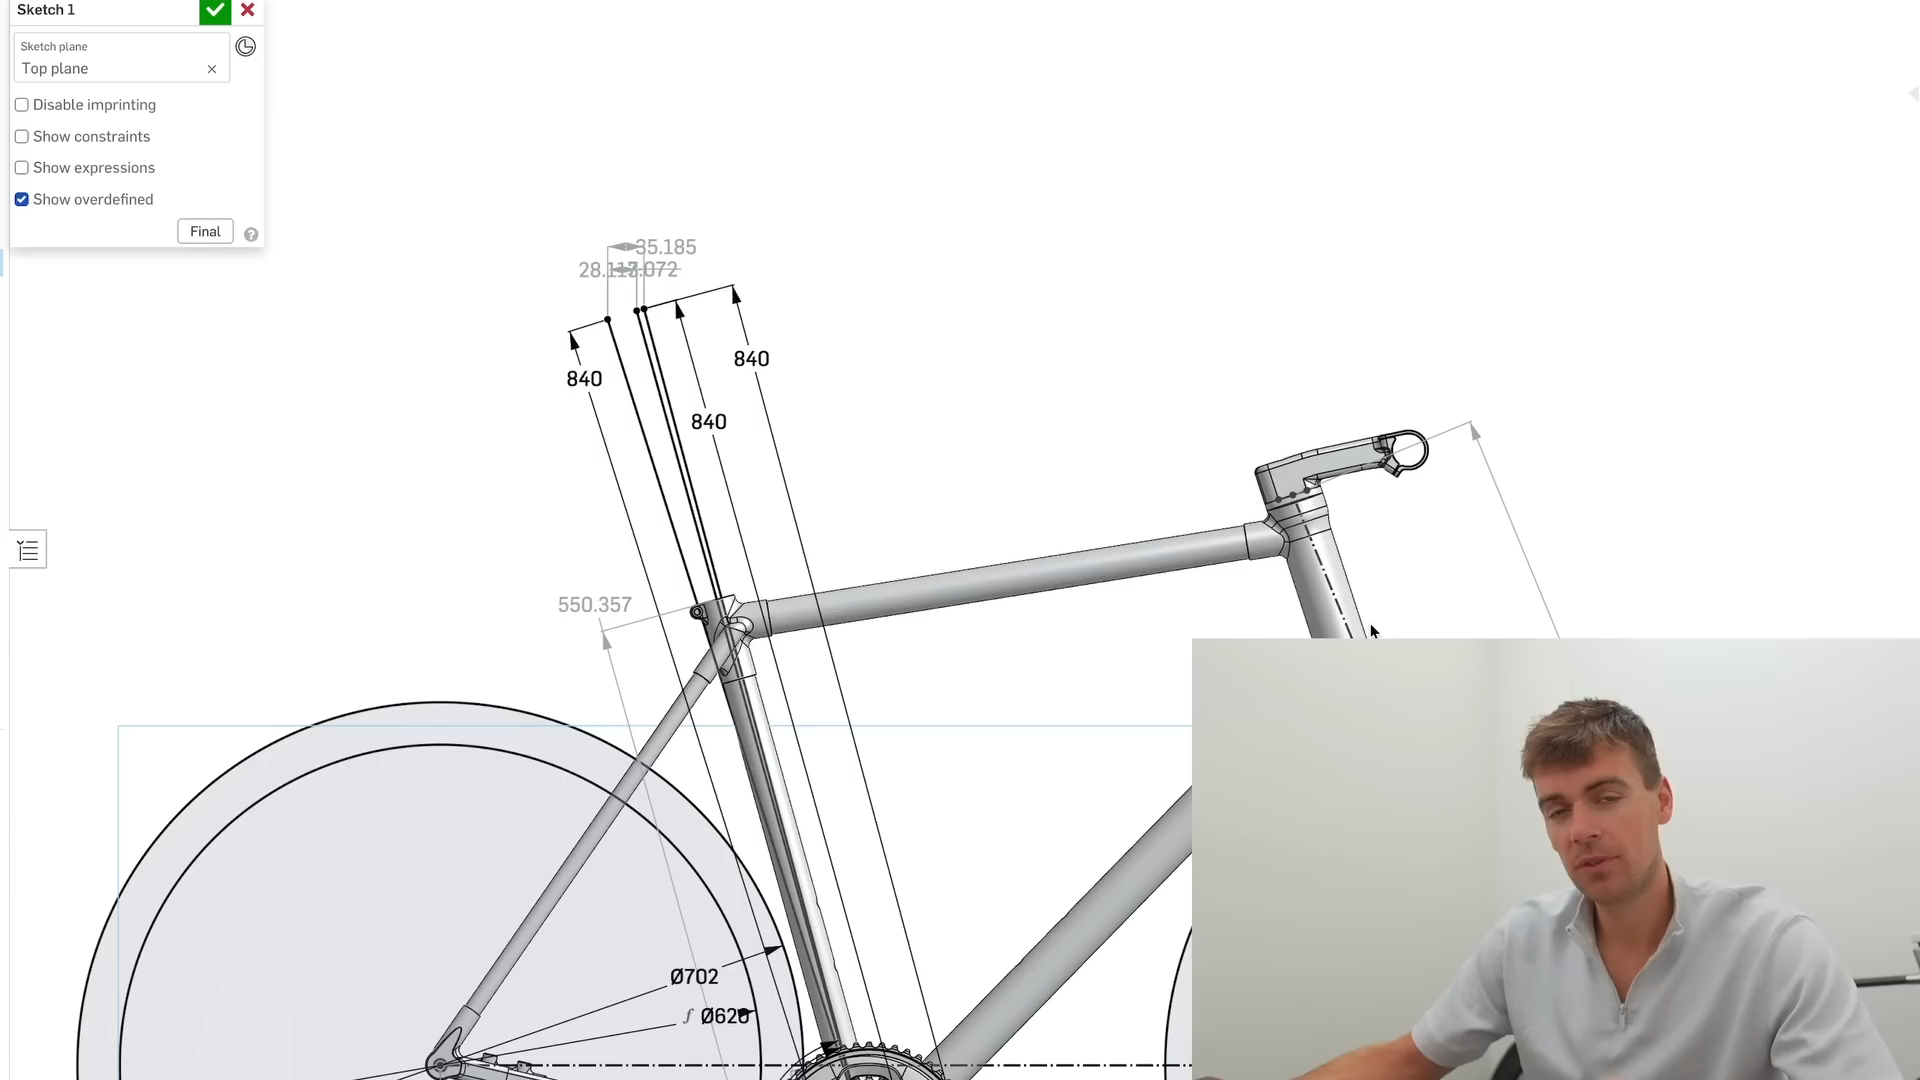 Sketch 1
Sketch plane
Top plane
Disable imprinting
Show constraints
Show expressions
Show overdefined
Final
35.185
840
840
840
550.357
Ø702
ƒ Ø620